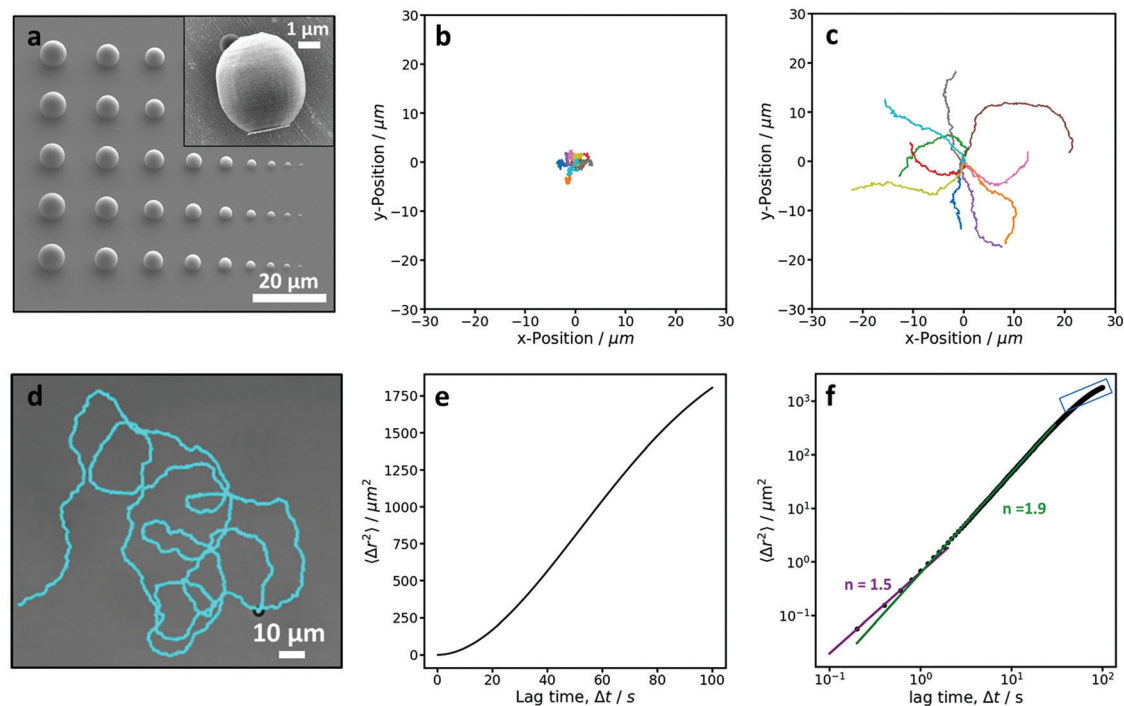 a
1 μm
20 μm
b
30
20
10
0
−10
−20
−30
−30
−20
−10
0
10
20
30
y-Position / μm
x-Position / μm
c
30
20
10
0
−10
−20
−30
−30
−20
−10
0
10
20
30
y-Position / μm
x-Position / μm
d
10 μm
e
1750
1500
1250
1000
750
500
250
0
0
20
40
60
80
100
⟨Δr²⟩ / μm²
Lag time, Δt / s
f
10³
10²
10¹
10⁰
10⁻¹
10⁻¹
10⁰
10¹
10²
n =1.9
n = 1.5
⟨Δr²⟩ / μm²
lag time, Δt / s